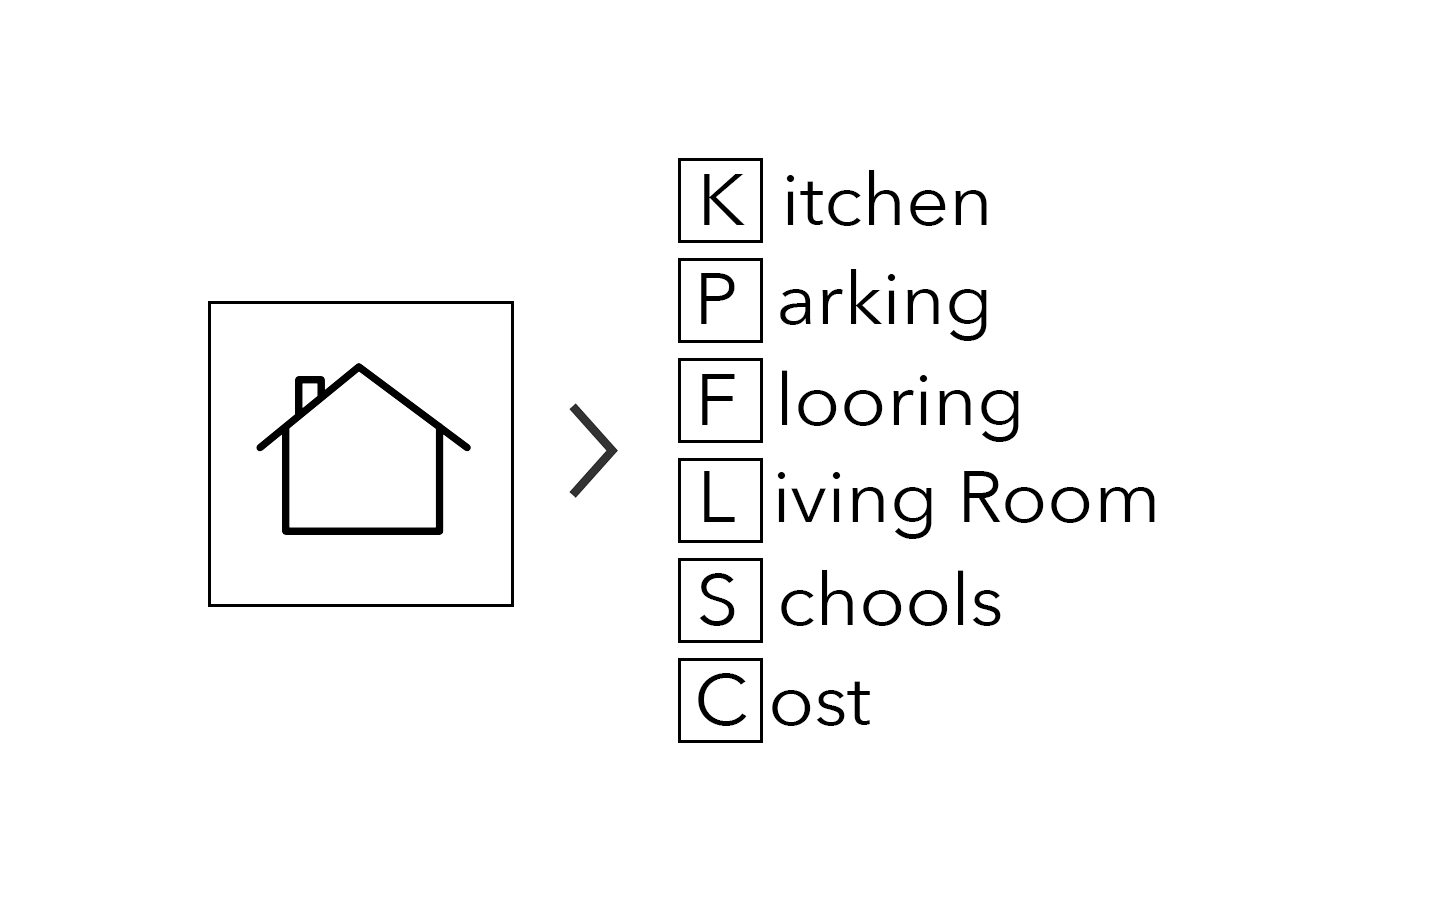 Kitchen
Parking
Flooring
Living Room
Schools
Cost